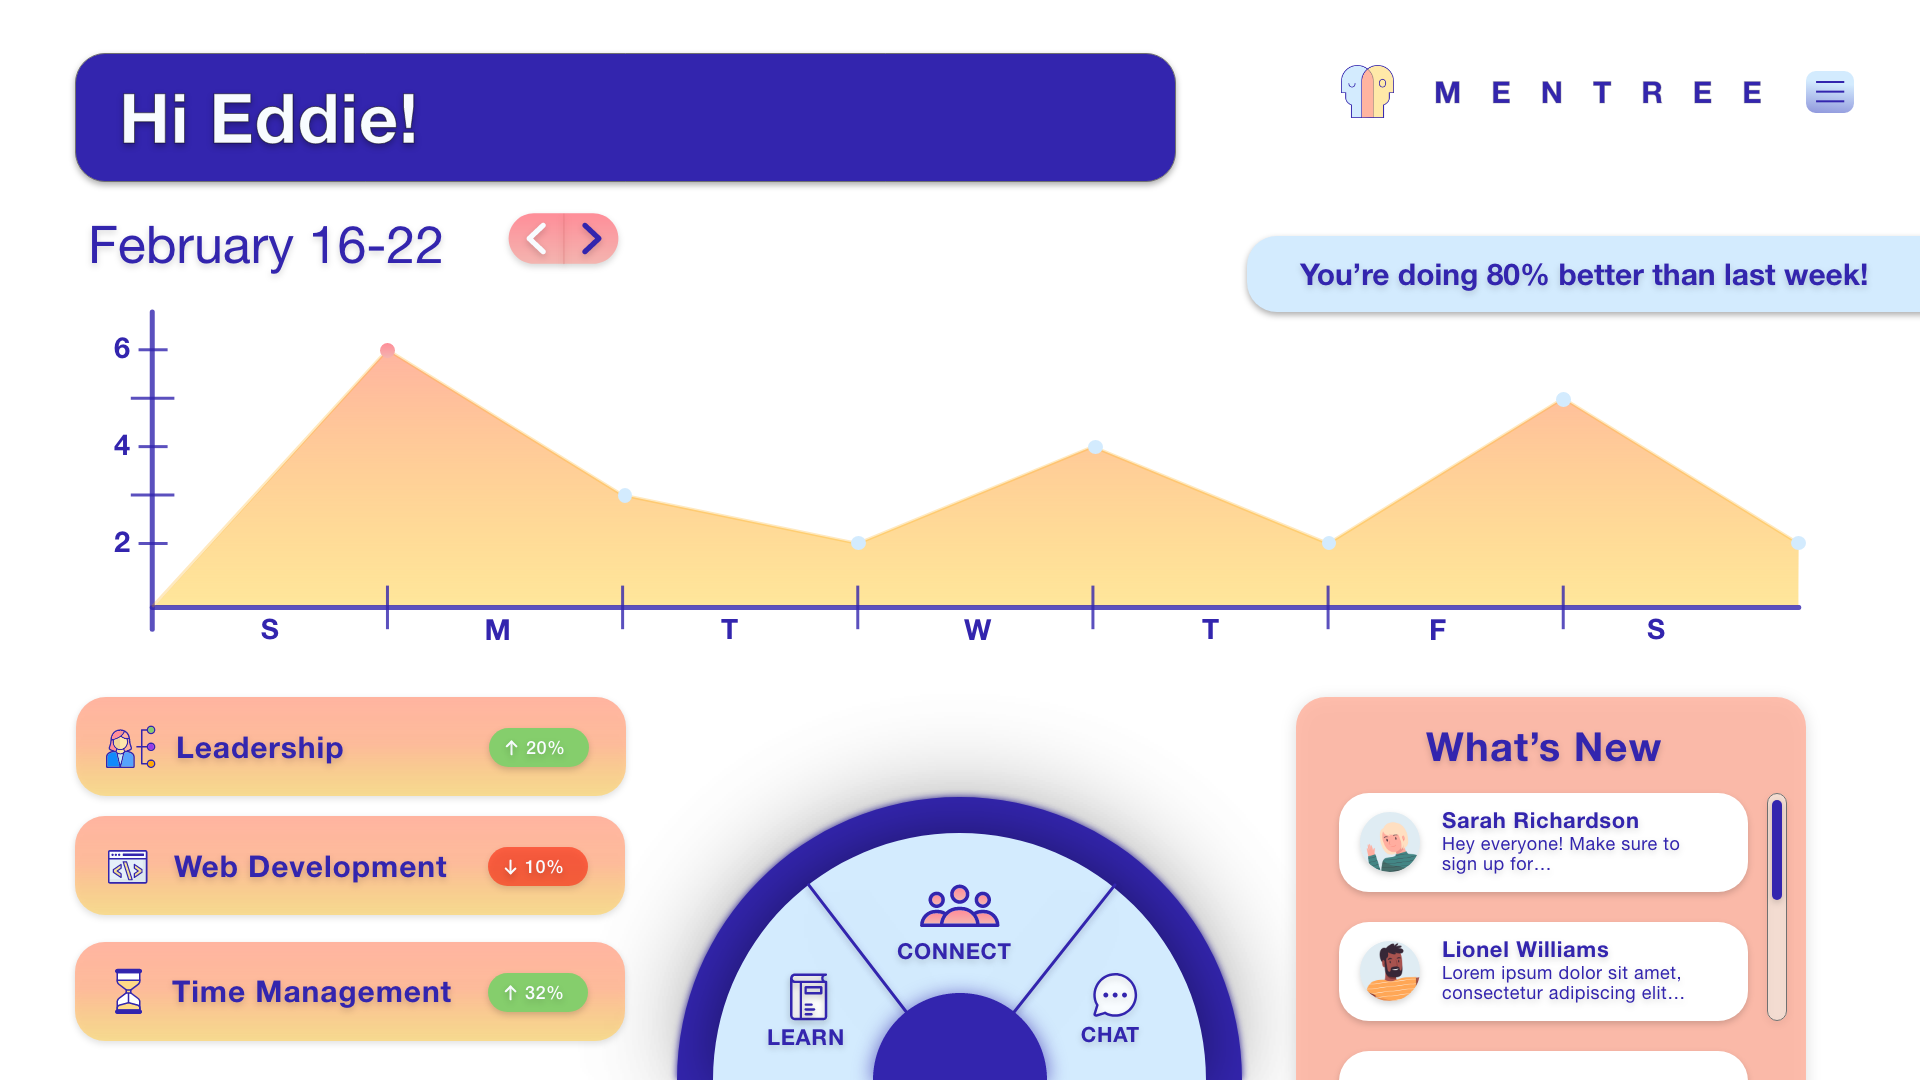 Hi Eddie!
M E N T R E E
February 16-22
You’re doing 80% better than last week!
6
4
2
S M T W T F S
Leadership
↑ 20%
Web Development
↓ 10%
Time Management
↑ 32%
CONNECT
LEARN
CHAT
What’s New
Sarah Richardson
Hey everyone! Make sure to
sign up for...
Lionel Williams
Lorem ipsum dolor sit amet,
consectetur adipiscing elit...